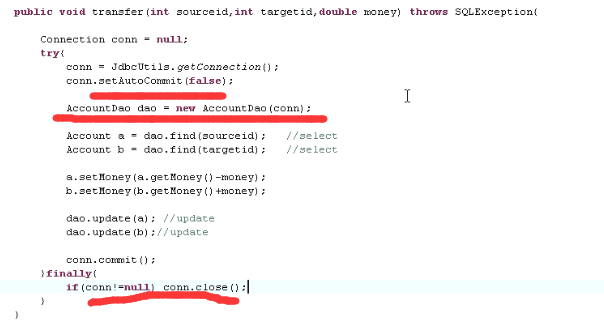 public void transfer(int sourceid,int targetid,double money) throws SQLException{
Connection conn = null;
try{
conn = JdbcUtils.getConnection();
conn.setAutoCommit(false);
AccountDao dao = new AccountDao(conn);
Account a = dao.find(sourceid); //select
Account b = dao.find(targetid); //select
a.setMoney(a.getMoney()-money);
b.setMoney(b.getMoney()+money);
dao.update(a); //update
dao.update(b);//update
conn.commit();
}finally{
if(conn!=null) conn.close();
}
}